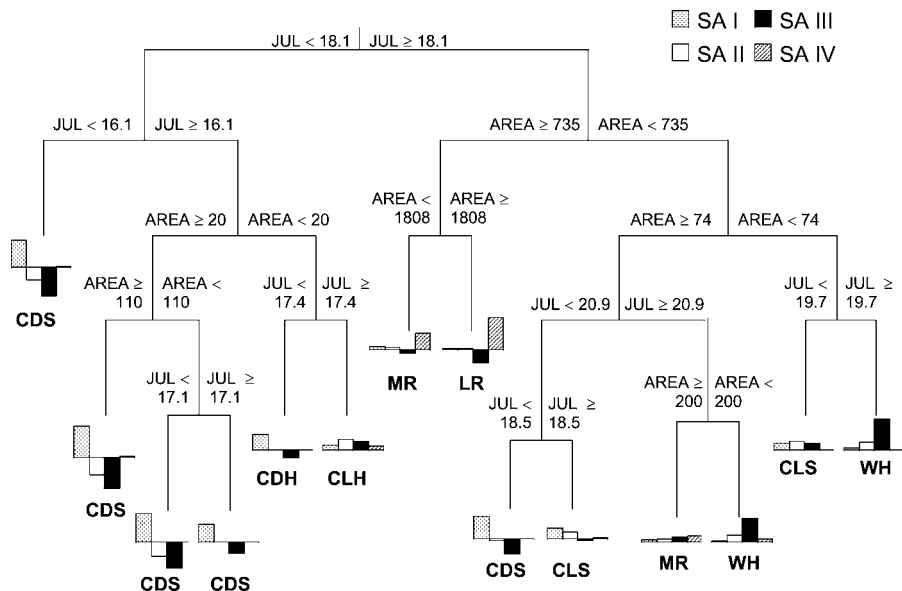 SA I SA III
SA II SA IV
JUL < 18.1 JUL ≥ 18.1
JUL < 16.1 JUL ≥ 16.1
AREA ≥ 735 AREA < 735
AREA < 1808 AREA ≥ 1808
AREA ≥ 20 AREA < 20
AREA ≥ 74 AREA < 74
CDS
AREA ≥ 110 AREA < 110
JUL < 17.4 JUL ≥ 17.4
JUL < 20.9 JUL ≥ 20.9
JUL < 19.7 JUL ≥ 19.7
MR LR
JUL < 17.1 JUL ≥ 17.1
JUL < 18.5 JUL ≥ 18.5
AREA ≥ 200 AREA < 200
CDS
CDH CLH
CLS WH
CDS CDS
CDS CLS
MR WH